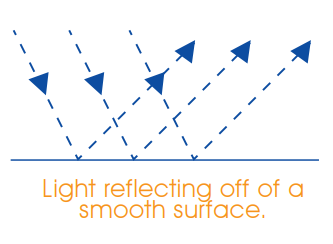 Light reflecting off of a
smooth surface.